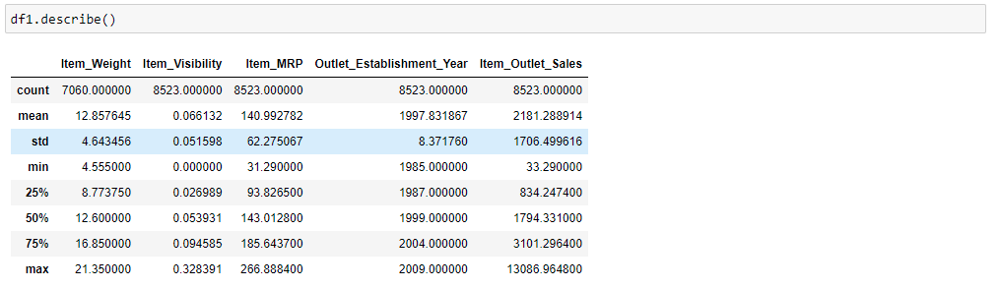 df1.describe()
Item_Weight Item_Visibility Item_MRP Outlet_Establishment_Year Item_Outlet_Sales
count 7060.000000 8523.000000 8523.000000 8523.000000 8523.000000
mean 12.857645 0.066132 140.992782 1997.831867 2181.288914
std 4.643456 0.051598 62.275067 8.371760 1706.499616
min 4.555000 0.000000 31.290000 1985.000000 33.290000
25% 8.773750 0.026989 93.826500 1987.000000 834.247400
50% 12.600000 0.053931 143.012800 1999.000000 1794.331000
75% 16.850000 0.094585 185.643700 2004.000000 3101.296400
max 21.350000 0.328391 266.888400 2009.000000 13086.964800